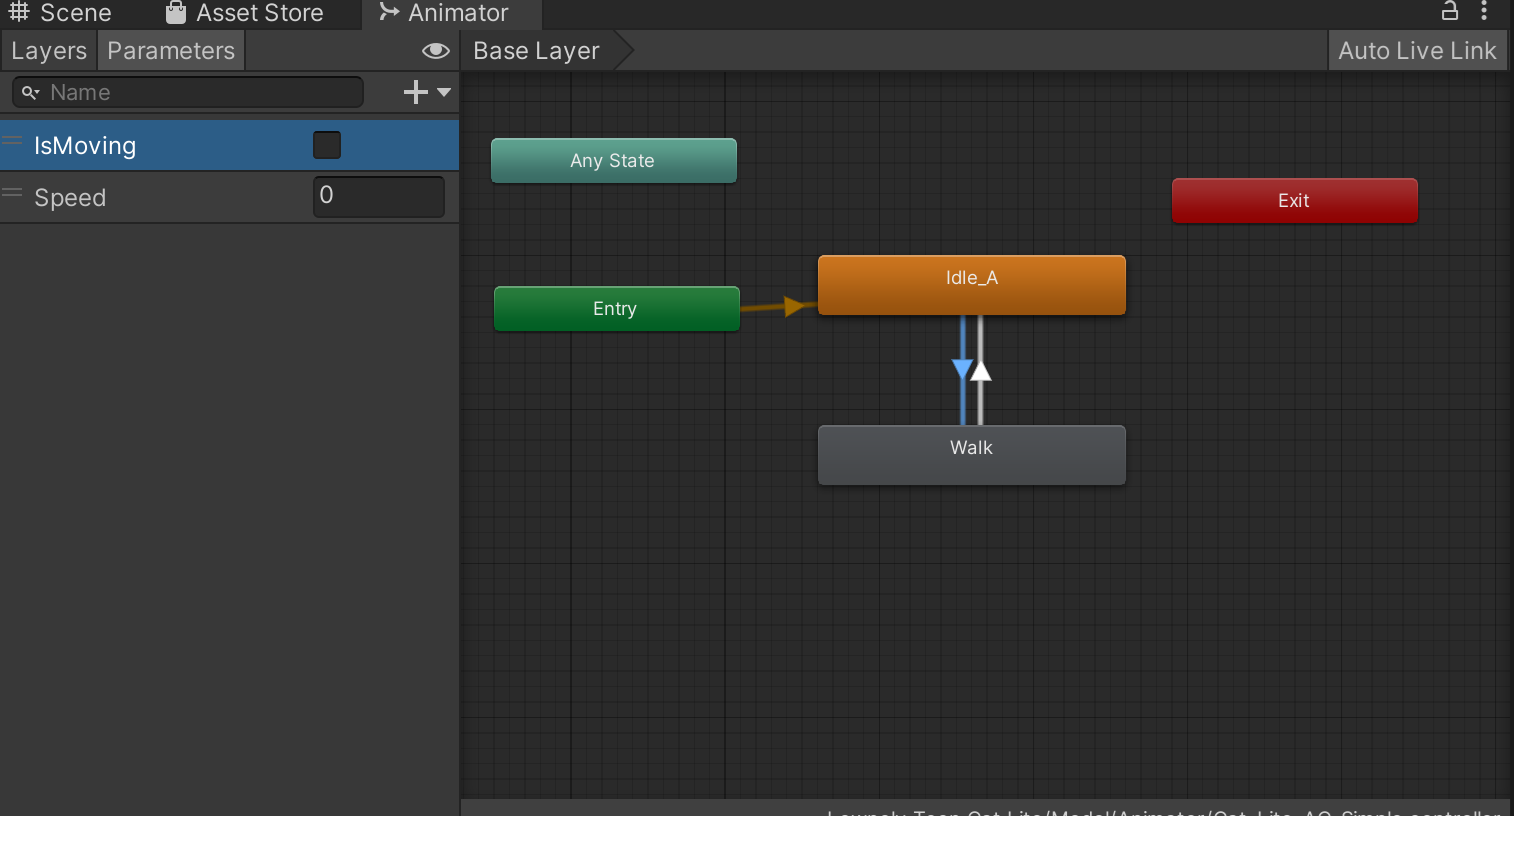 Scene Asset Store Animator
Layers Parameters Base Layer Auto Live Link
Name
IsMoving
Speed 0
Any State
Exit
Idle_A
Entry
Walk